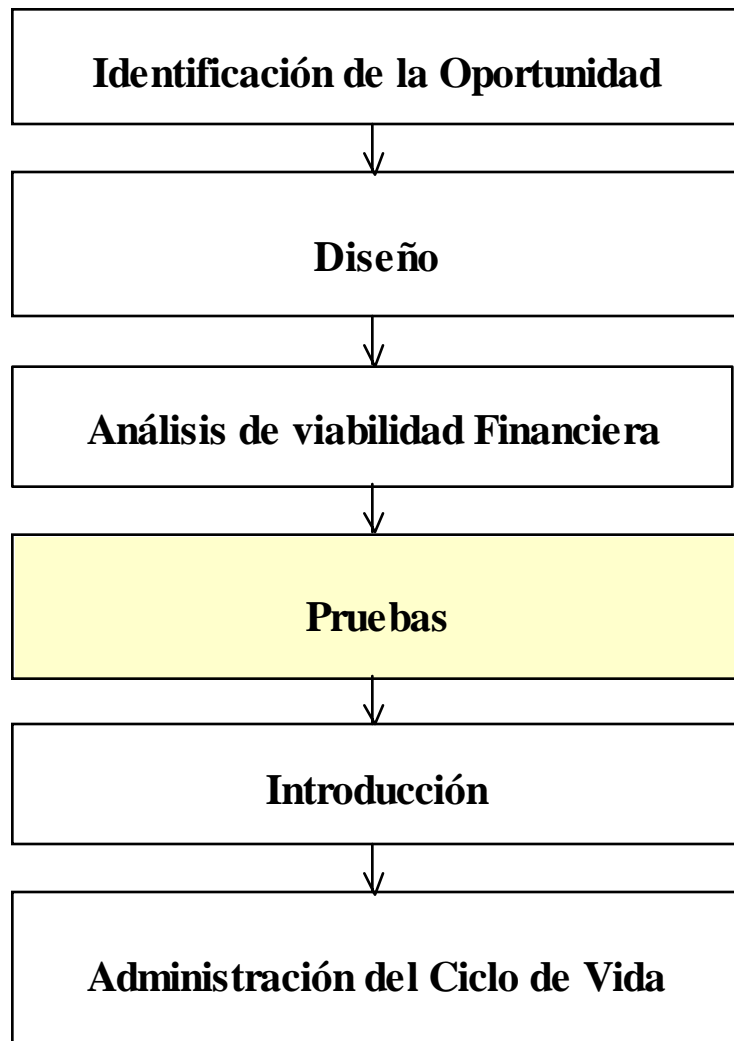 Identificación de la Oportunidad
Diseño
Análisis de viabilidad Financiera
Pruebas
Introducción
Administración del Ciclo de Vida